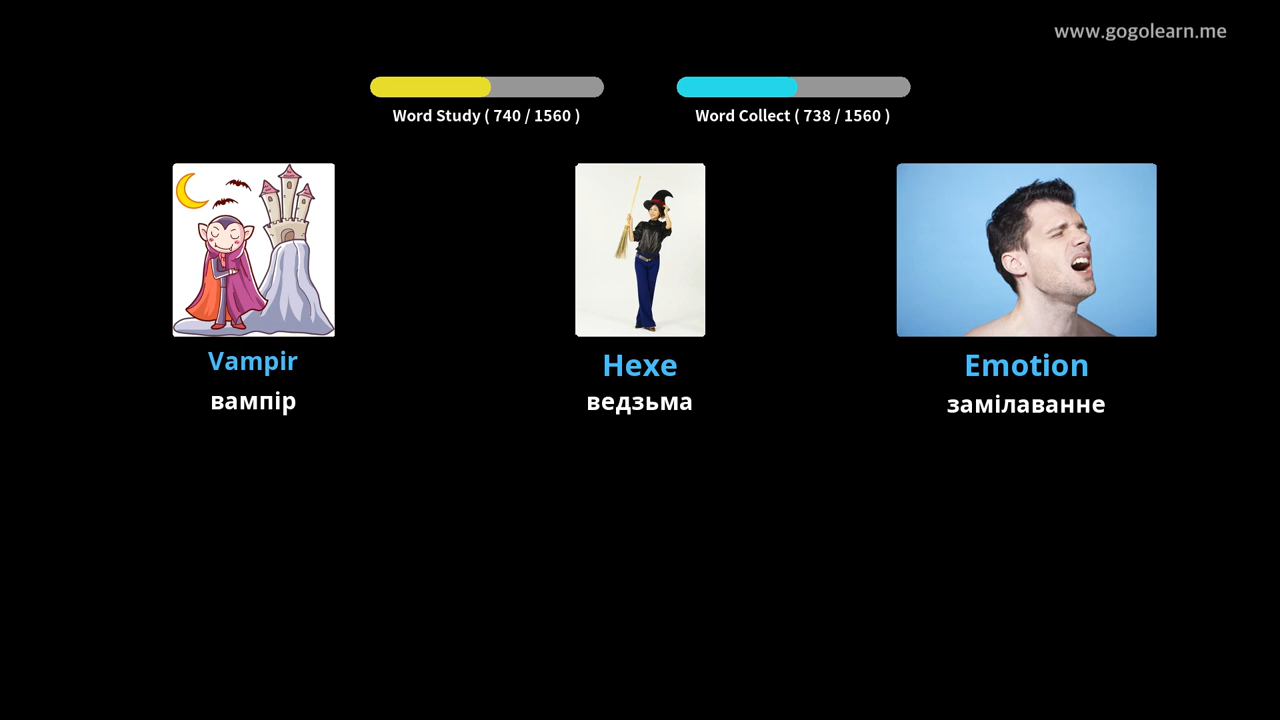 www.gogolearn.me
Word Study ( 740 / 1560 )
Word Collect ( 738 / 1560 )
Vampir
вампір
Hexe
ведзьма
Emotion
замілаванне